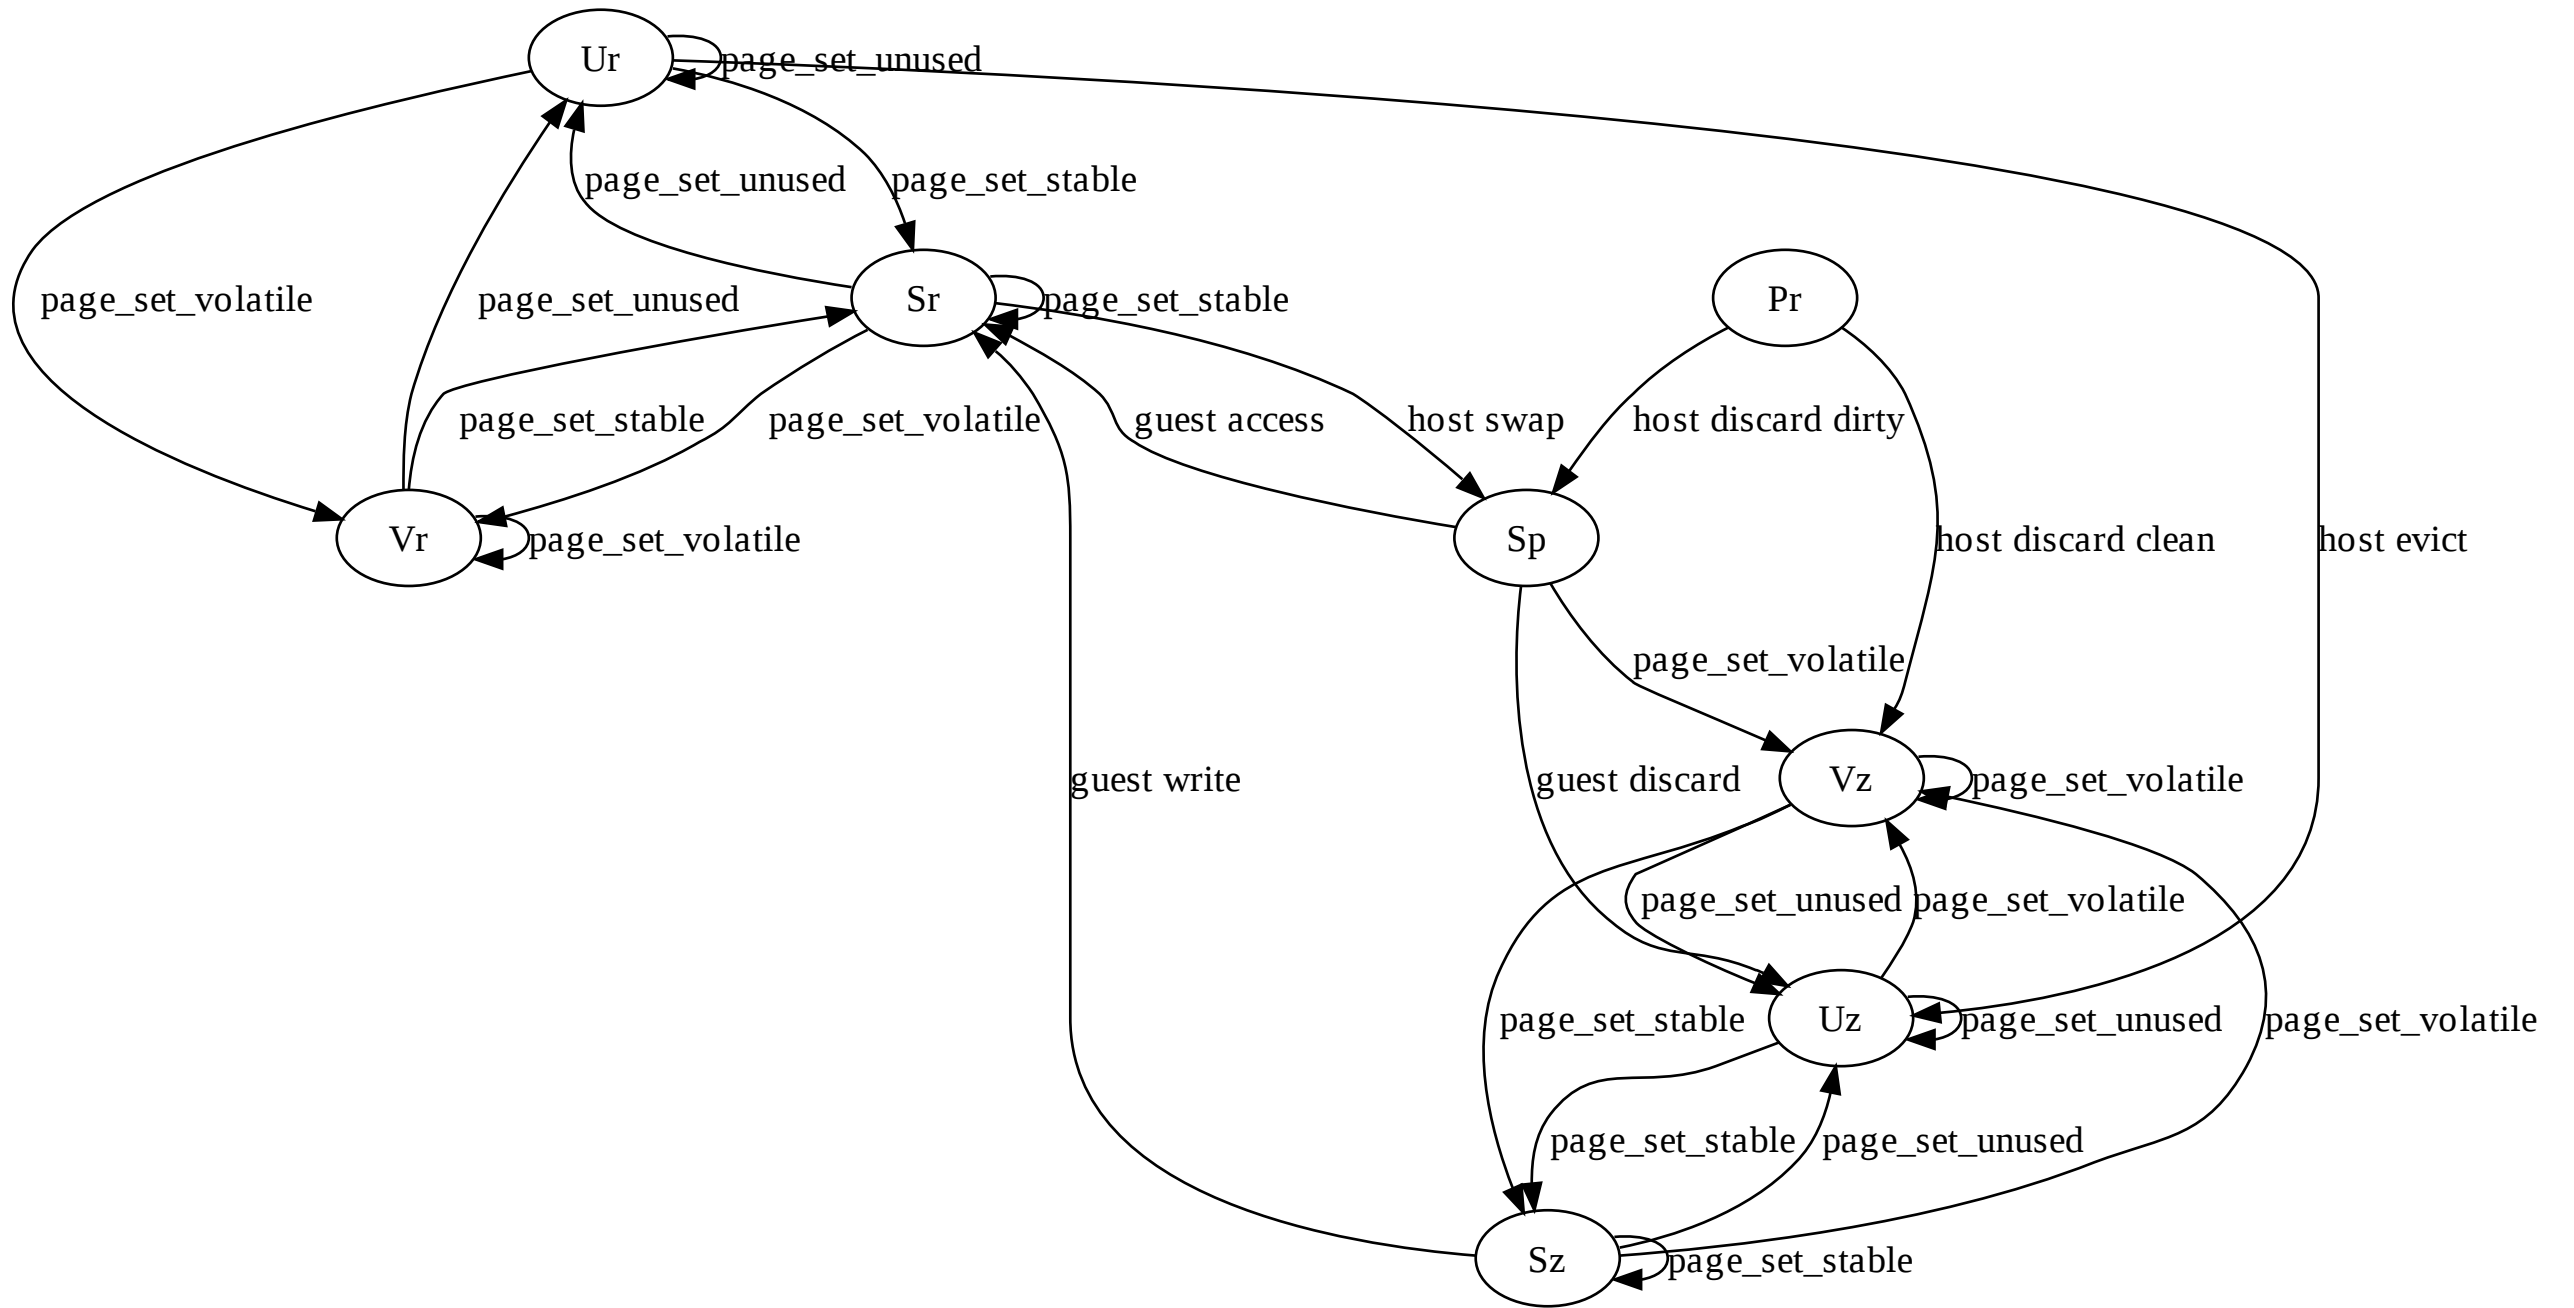 Ur
page_set_unused
page_set_unused
page_set_stable
page_set_volatile
page_set_unused
Sr
page_set_stable
Pr
page_set_stable
page_set_volatile
guest access
host swap
host discard dirty
Vr
page_set_volatile
Sp
host discard clean
host evict
page_set_volatile
guest write
guest discard
Vz
page_set_volatile
page_set_unused
page_set_volatile
page_set_stable
Uz
page_set_unused
page_set_volatile
page_set_stable
page_set_unused
Sz
page_set_stable